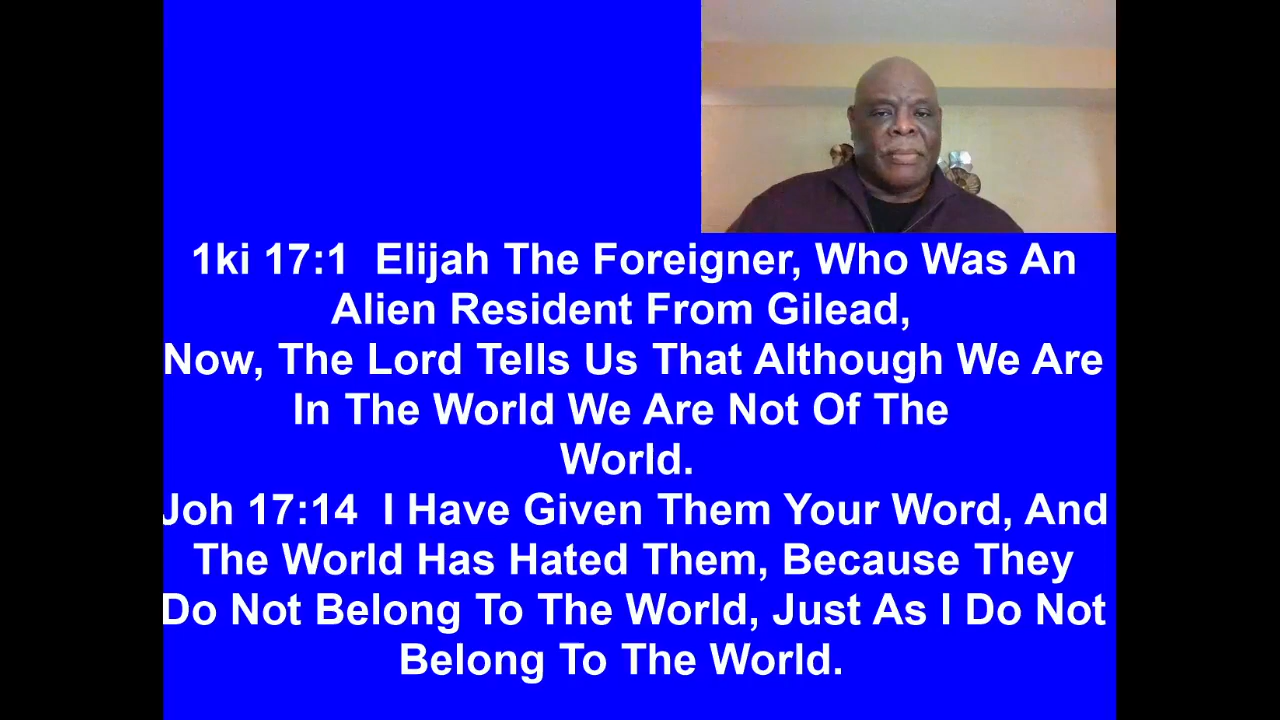 1ki 17:1  Elijah The Foreigner, Who Was An
Alien Resident From Gilead,
Now, The Lord Tells Us That Although We Are
In The World We Are Not Of The
World.
Joh 17:14  I Have Given Them Your Word, And
The World Has Hated Them, Because They
Do Not Belong To The World, Just As I Do Not
Belong To The World.